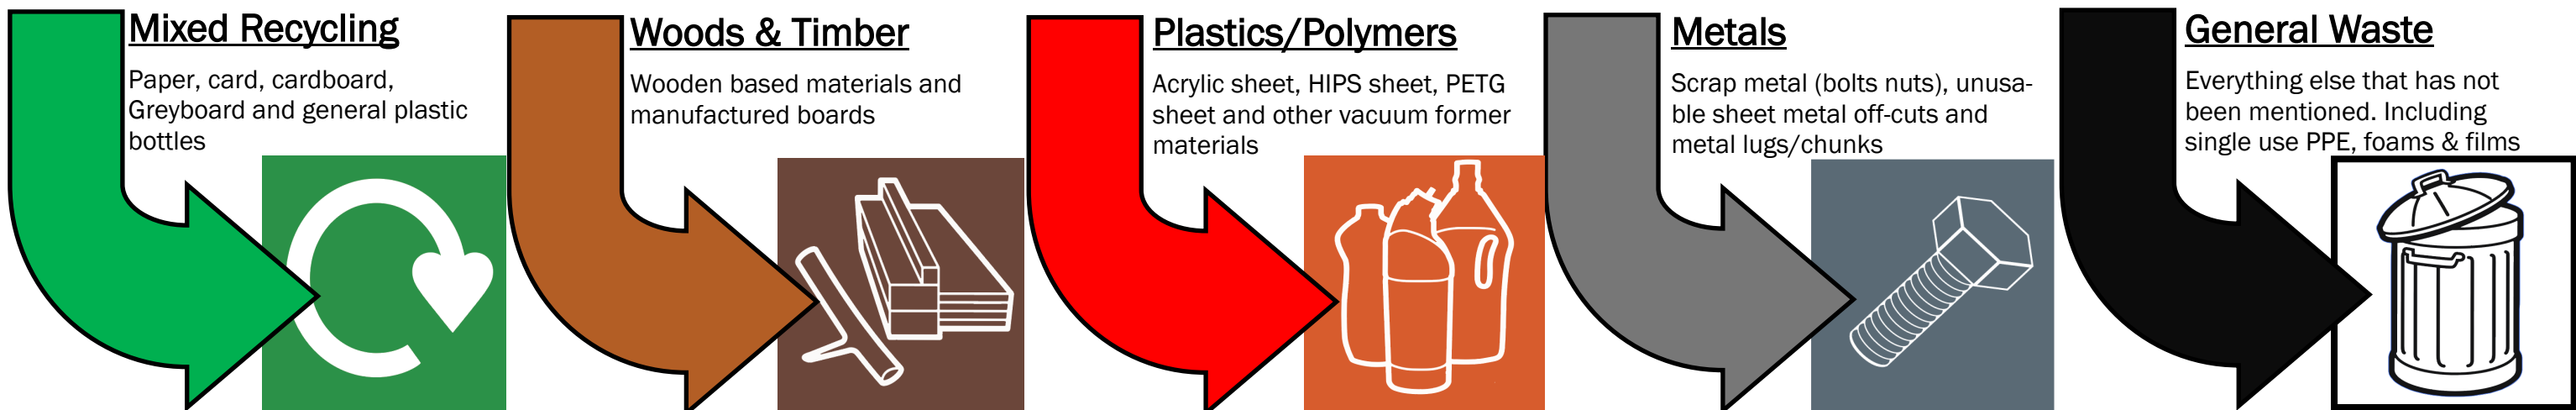 Mixed Recycling
Paper, card, cardboard,
Greyboard and general plastic
bottles
Woods & Timber
Wooden based materials and
manufactured boards
Plastics/Polymers
Acrylic sheet, HIPS sheet, PETG
sheet and other vacuum former
materials
Metals
Scrap metal (bolts nuts), unusa-
ble sheet metal off-cuts and
metal lugs/chunks
General Waste
Everything else that has not
been mentioned. Including
single use PPE, foams & films